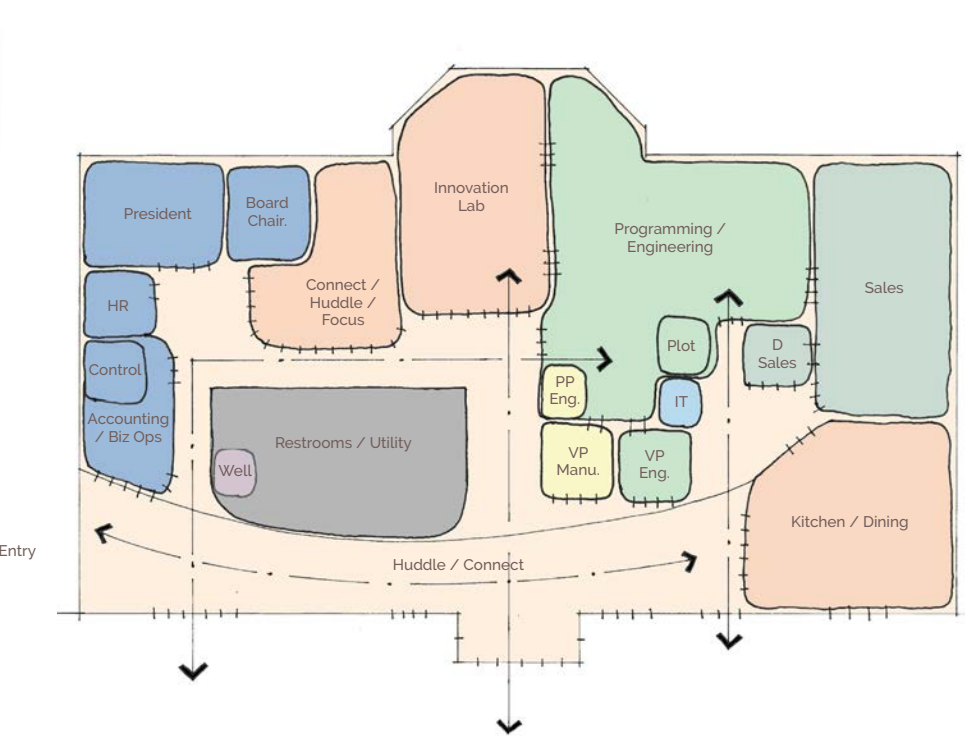 Innovation
Lab
President
Board
Chair.
Programming /
Engineering
Connect /
Huddle /
Focus
Sales
HR
Control
Accounting
/ Biz Ops
Plot
D
Sales
PP
Eng.
IT
Restrooms / Utility
Well
VP
Manu.
VP
Eng.
Kitchen / Dining
Entry
Huddle / Connect